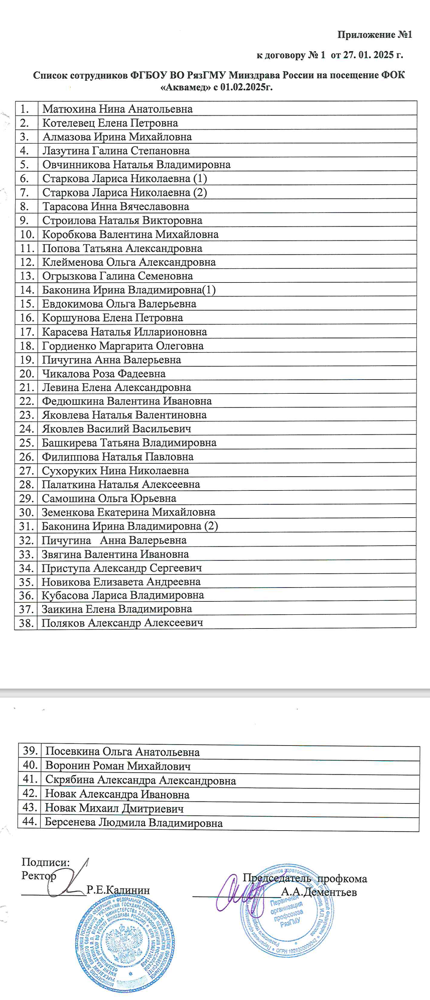 Приложение №1
к договору № 1 от 27. 01. 2025 г.
Список сотрудников ФГБОУ ВО РязГМУ Минздрава России на посещение ФОК
«Аквамед» с 01.02.2025г.
1. Матюхина Нина Анатольевна
2. Котелевец Елена Петровна
3. Алмазова Ирина Михайловна
4. Лазутина Галина Степановна
5. Овчинникова Наталья Владимировна
6. Старкова Лариса Николаевна (1)
7. Старкова Лариса Николаевна (2)
8. Тарасова Инна Вячеславовна
9. Строилова Наталья Викторовна
10. Коробкова Валентина Михайловна
11. Попова Татьяна Александровна
12. Клейменова Ольга Александровна
13. Огрызкова Галина Семеновна
14. Баконина Ирина Владимировна(1)
15. Евдокимова Ольга Валерьевна
16. Коршунова Елена Петровна
17. Карасева Наталья Илларионовна
18. Гордиенко Маргарита Олеговна
19. Пичугина Анна Валерьевна
20. Чикалова Роза Фадеевна
21. Левина Елена Александровна
22. Федюшкина Валентина Ивановна
23. Яковлева Наталья Валентиновна
24. Яковлев Василий Васильевич
25. Башкирева Татьяна Владимировна
26. Филиппова Наталья Павловна
27. Сухоруких Нина Николаевна
28. Палаткина Наталья Алексеевна
29. Самошина Ольга Юрьевна
30. Земенкова Екатерина Михайловна
31. Баконина Ирина Владимировна (2)
32. Пичугина Анна Валерьевна
33. Звягина Валентина Ивановна
34. Приступа Александр Сергеевич
35. Новикова Елизавета Андреевна
36. Кубасова Лариса Владимировна
37. Заикина Елена Владимировна
38. Поляков Александр Алексеевич
39. Посевкина Ольга Анатольевна
40. Воронин Роман Михайлович
41. Скрябина Александра Александровна
42. Новак Александра Ивановна
43. Новак Михаил Дмитриевич
44. Берсенева Людмила Владимировна
Подписи:
Ректор
Председатель профкома
Р.Е.Калинин
А.А.Дементьев
Первичная
организация
профсоюза
РязГМУ